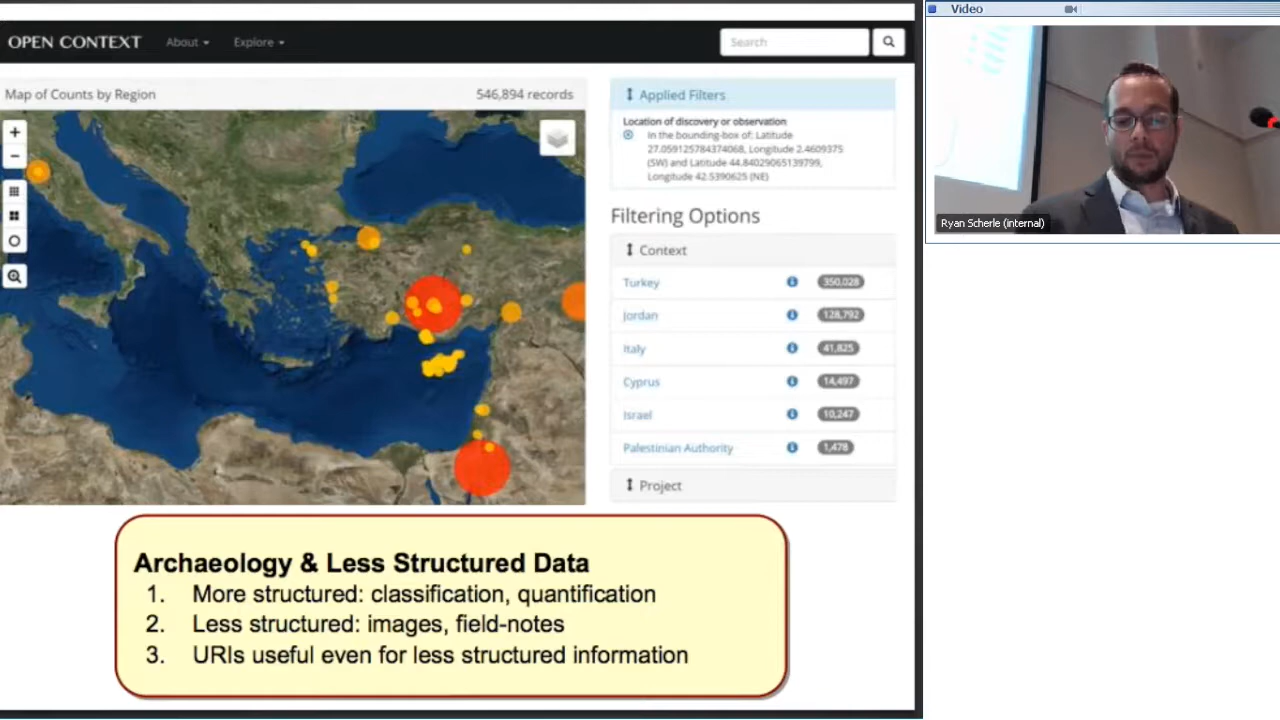 OPEN CONTEXT
About
Explore
Search
Map of Counts by Region
546,894 records
Applied Filters
Location of discovery or observation
In the bounding-box of: Latitude
27.059125784374068, Longitude 2.4609375
(SW) and Latitude 44.84029065139799,
Longitude 42.5390625 (NE)
Filtering Options
Context
Turkey 350,028
Jordan 128,792
Italy 41,825
Cyprus 14,497
Israel 10,247
Palestinian Authority 1,478
Project
Archaeology & Less Structured Data
1. More structured: classification, quantification
2. Less structured: images, field-notes
3. URIs useful even for less structured information
Video
Ryan Scherle (internal)